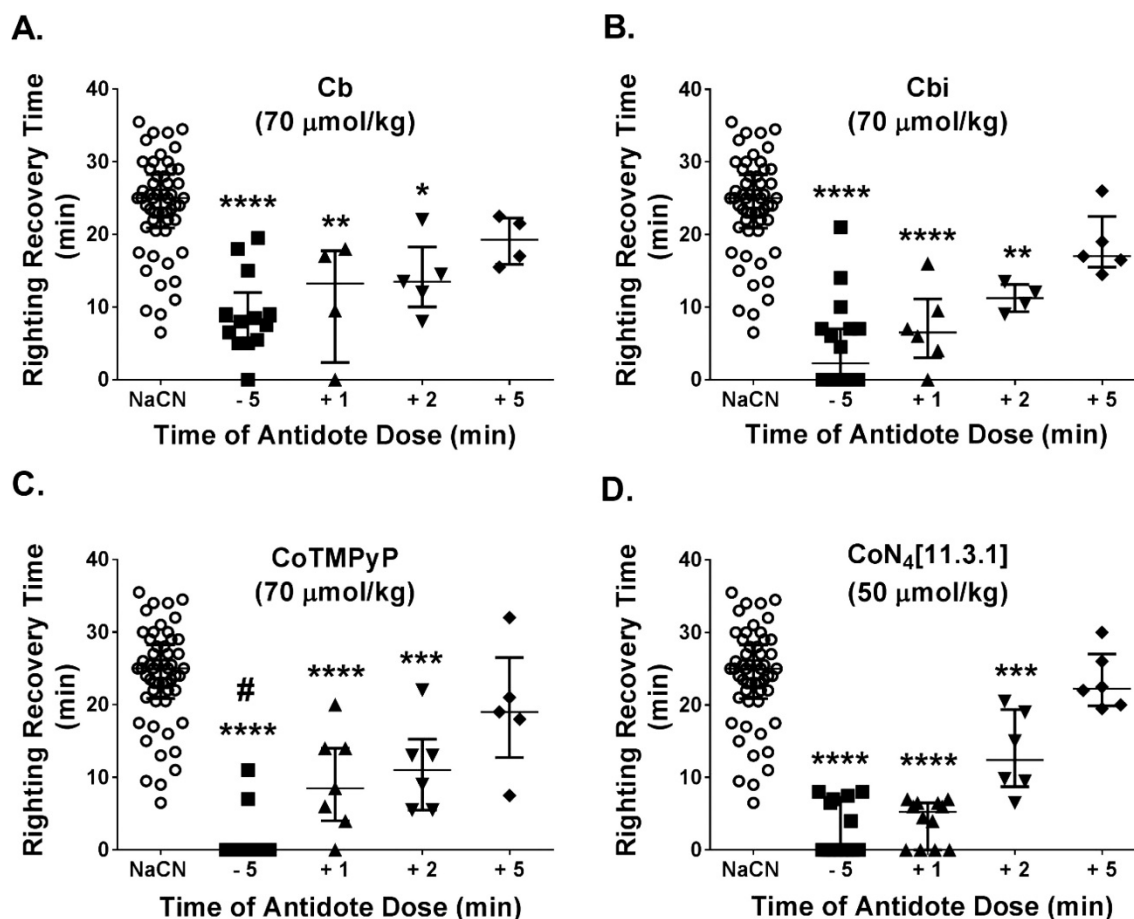 A.
Cb
(70 μmol/kg)
Righting Recovery Time
(min)
40
30
20
10
0
****
**
*
NaCN
- 5
+ 1
+ 2
+ 5
Time of Antidote Dose (min)
B.
Cbi
(70 μmol/kg)
Righting Recovery Time
(min)
40
30
20
10
0
****
****
**
NaCN
- 5
+ 1
+ 2
+ 5
Time of Antidote Dose (min)
C.
CoTMPyP
(70 μmol/kg)
Righting Recovery Time
(min)
40
30
20
10
0
#
****
****
***
NaCN
- 5
+ 1
+ 2
+ 5
Time of Antidote Dose (min)
D.
CoN₄[11.3.1]
(50 μmol/kg)
Righting Recovery Time
(min)
40
30
20
10
0
****
****
***
NaCN
- 5
+ 1
+ 2
+ 5
Time of Antidote Dose (min)